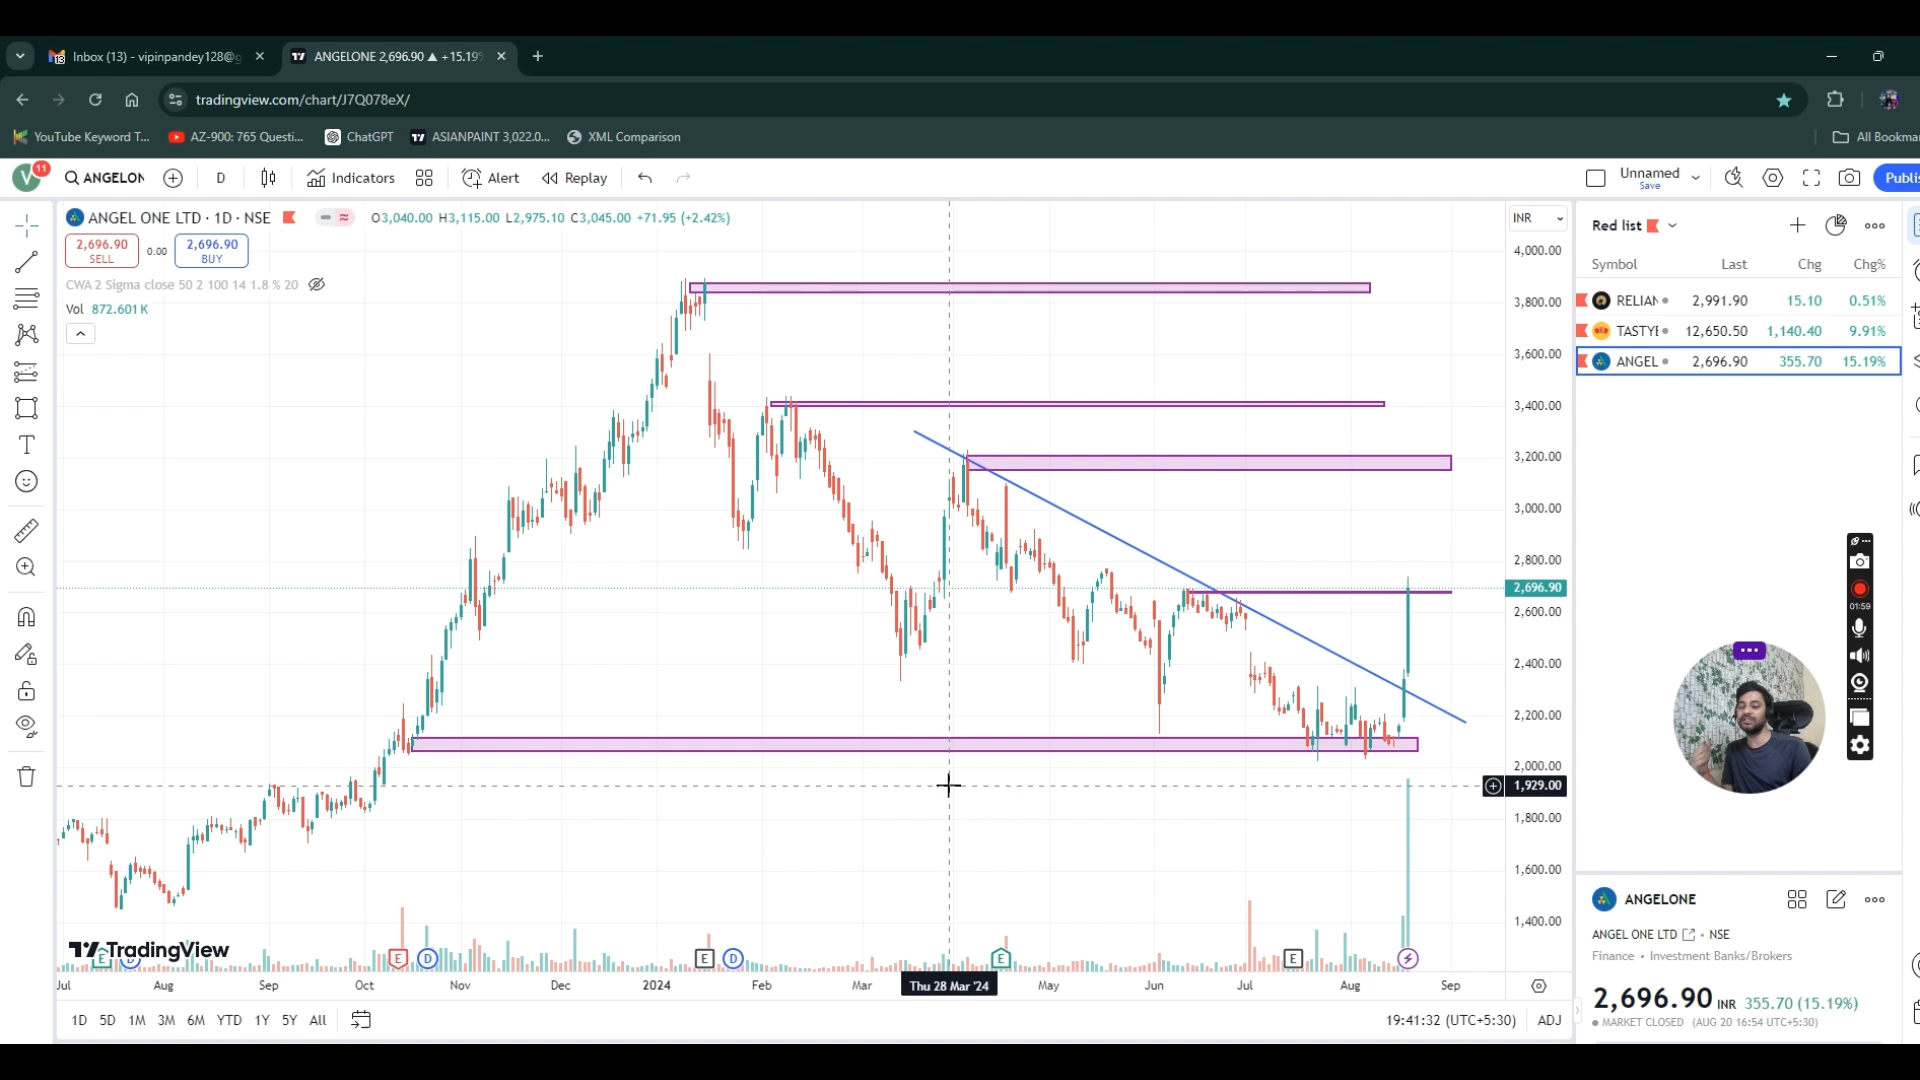 Inbox (13) - vipinpandey128@g
ANGELONE 2,696.90 ▲ +15.19%
tradingview.com/chart/J7Q078eX/
YouTube Keyword T...
AZ-900: 765 Questi...
ChatGPT
ASIANPAINT 3,022.0...
XML Comparison
All Bookma
V
11
ANGELON
D
Indicators
Alert
Replay
Unnamed
Save
Publi
ANGEL ONE LTD · 1D · NSE
O3,040.00 H3,115.00 L2,975.10 C3,045.00 +71.95 (+2.42%)
2,696.90
SELL
0.00
2,696.90
BUY
CWA 2 Sigma close 50 2 100 14 1.8 % 20
Vol 872.601K
INR
4,000.00
3,800.00
3,600.00
3,400.00
3,200.00
3,000.00
2,800.00
2,696.90
2,600.00
2,400.00
2,200.00
2,000.00
1,929.00
1,800.00
1,600.00
1,400.00
TradingView
E
D
E
D
E
D
E
E
Jul
Aug
Sep
Oct
Nov
Dec
2024
Feb
Mar
Thu 28 Mar '24
May
Jun
Jul
Aug
Sep
1D 5D 1M 3M 6M YTD 1Y 5Y All
19:41:32 (UTC+5:30)
ADJ
Red list
Symbol Last Chg Chg%
RELIAN 2,991.90 15.10 0.51%
TASTYE 12,650.50 1,140.40 9.91%
ANGEL 2,696.90 355.70 15.19%
01:59
ANGELONE
ANGEL ONE LTD • NSE
Finance • Investment Banks/Brokers
2,696.90 INR 355.70 (15.19%)
MARKET CLOSED (AUG 20 16:54 UTC+5:30)